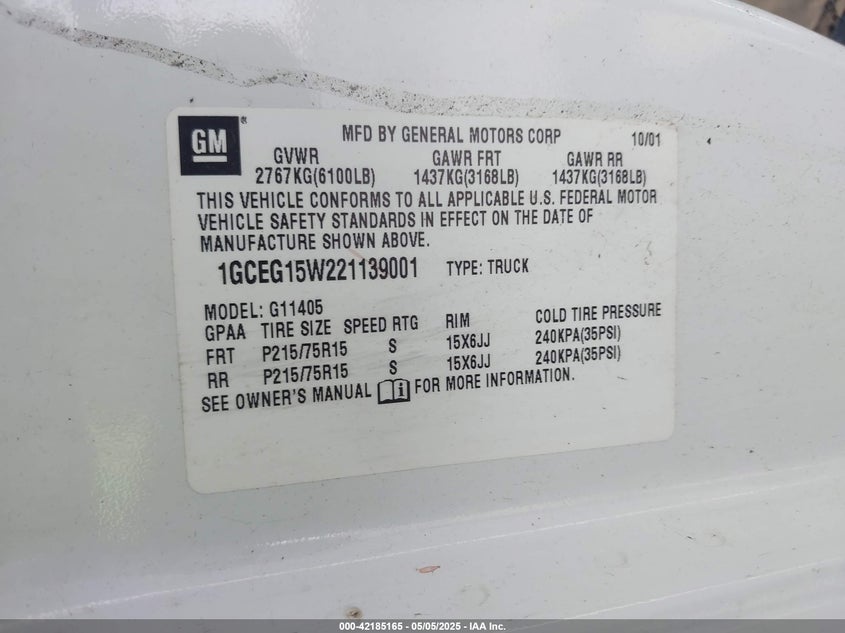 GM ®
MFD BY GENERAL MOTORS CORP 10/01
GVWR GAWR FRT GAWR RR
2767KG(6100LB) 1437KG(3168LB) 1437KG(3168LB)
THIS VEHICLE CONFORMS TO ALL APPLICABLE U.S. FEDERAL MOTOR
VEHICLE SAFETY STANDARDS IN EFFECT ON THE DATE OF
MANUFACTURE SHOWN ABOVE.
1GCEG15W221139001 TYPE: TRUCK
MODEL: G11405
GPAA TIRE SIZE SPEED RTG RIM COLD TIRE PRESSURE
FRT P215/75R15 S 15X6JJ 240KPA(35PSI)
RR P215/75R15 S 15X6JJ 240KPA(35PSI)
SEE OWNER'S MANUAL i FOR MORE INFORMATION.
000-42185165 - 05/05/2025 - IAA Inc.